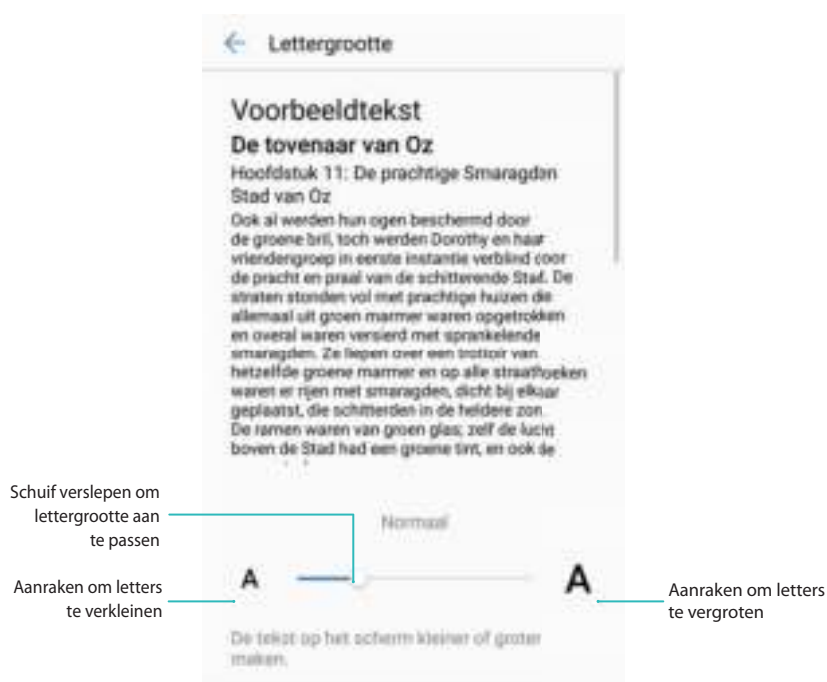 Lettergrootte
Voorbeeldtekst
De tovenaar van Oz
Hoofdstuk 11: De prachtige Smaragden
Stad van Oz
Ook al werden hun ogen beschermd door
de groene bril, toch werden Dorothy en haar
vriendengroep in eerste instantie verblind door
de pracht en praal van de schitterende Stad. De
straten stonden vol met prachtige huizen die
allemaal uit groen marmer waren opgetrokken
en overal waren versierd met sprankelende
smaragden. Ze liepen over een trottoir van
hetzelfde groene marmer en op alle straathoeken
waren er rijen met smaragden, dicht bij elkaar
geplaatst, die schitterden in de heldere zon.
De ramen waren van groen glas; zelf de lucht
boven de Stad had een groene tint, en ook de
Schuif verslepen om
lettergrootte aan
te passen
Normaal
Aanraken om letters
te verkleinen
A
A
Aanraken om letters
te vergroten
De tekst op het scherm kleiner of groter
maken.